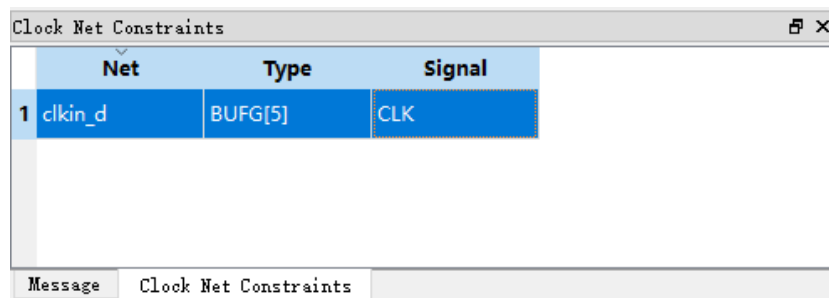 Clock Net Constraints
Net Type Signal
1 clkin_d BUFG[5] CLK
Message Clock Net Constraints